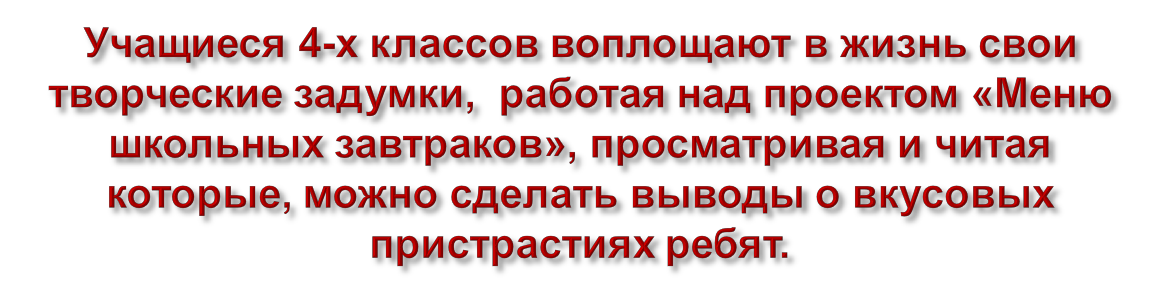 Учащиеся 4-х классов воплощают в жизнь свои
творческие задумки,  работая над проектом «Меню
школьных завтраков», просматривая и читая
которые, можно сделать выводы о вкусовых
пристрастиях ребят.